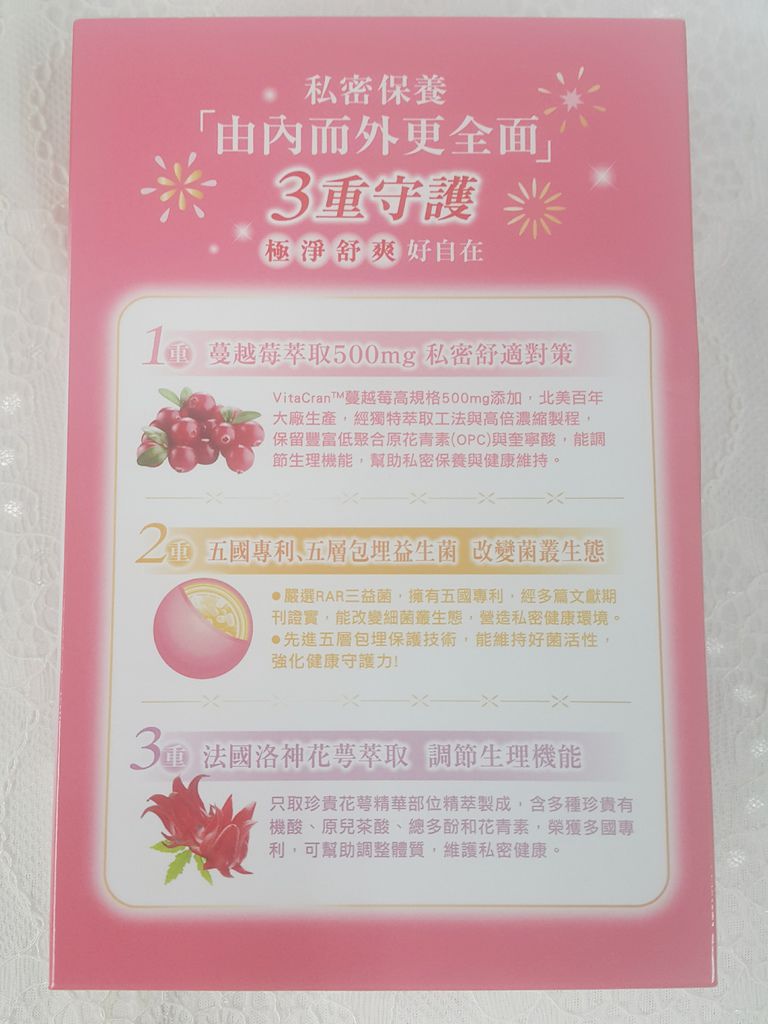 私密保養
「由內而外更全面」
3重守護
極淨舒爽好自在
1重 蔓越莓萃取500mg 私密舒適對策
VitaCran™蔓越莓高規格500mg添加，北美百年
大廠生產，經獨特萃取工法與高倍濃縮製程，
保留豐富低聚合原花青素(OPC)與奎寧酸，能調
節生理機能，幫助私密保養與健康維持。
2重 五國專利、五層包埋益生菌 改變菌叢生態
●嚴選RAR三益菌，擁有五國專利，經多篇文獻期
刊證實，能改變細菌叢生態，營造私密健康環境。
●先進五層包埋保護技術，能維持好菌活性，
強化健康守護力!
3重 法國洛神花萼萃取 調節生理機能
只取珍貴花萼精華部位精萃製成，含多種珍貴有
機酸、原兒茶酸、總多酚和花青素，榮獲多國專
利，可幫助調整體質，維護私密健康。